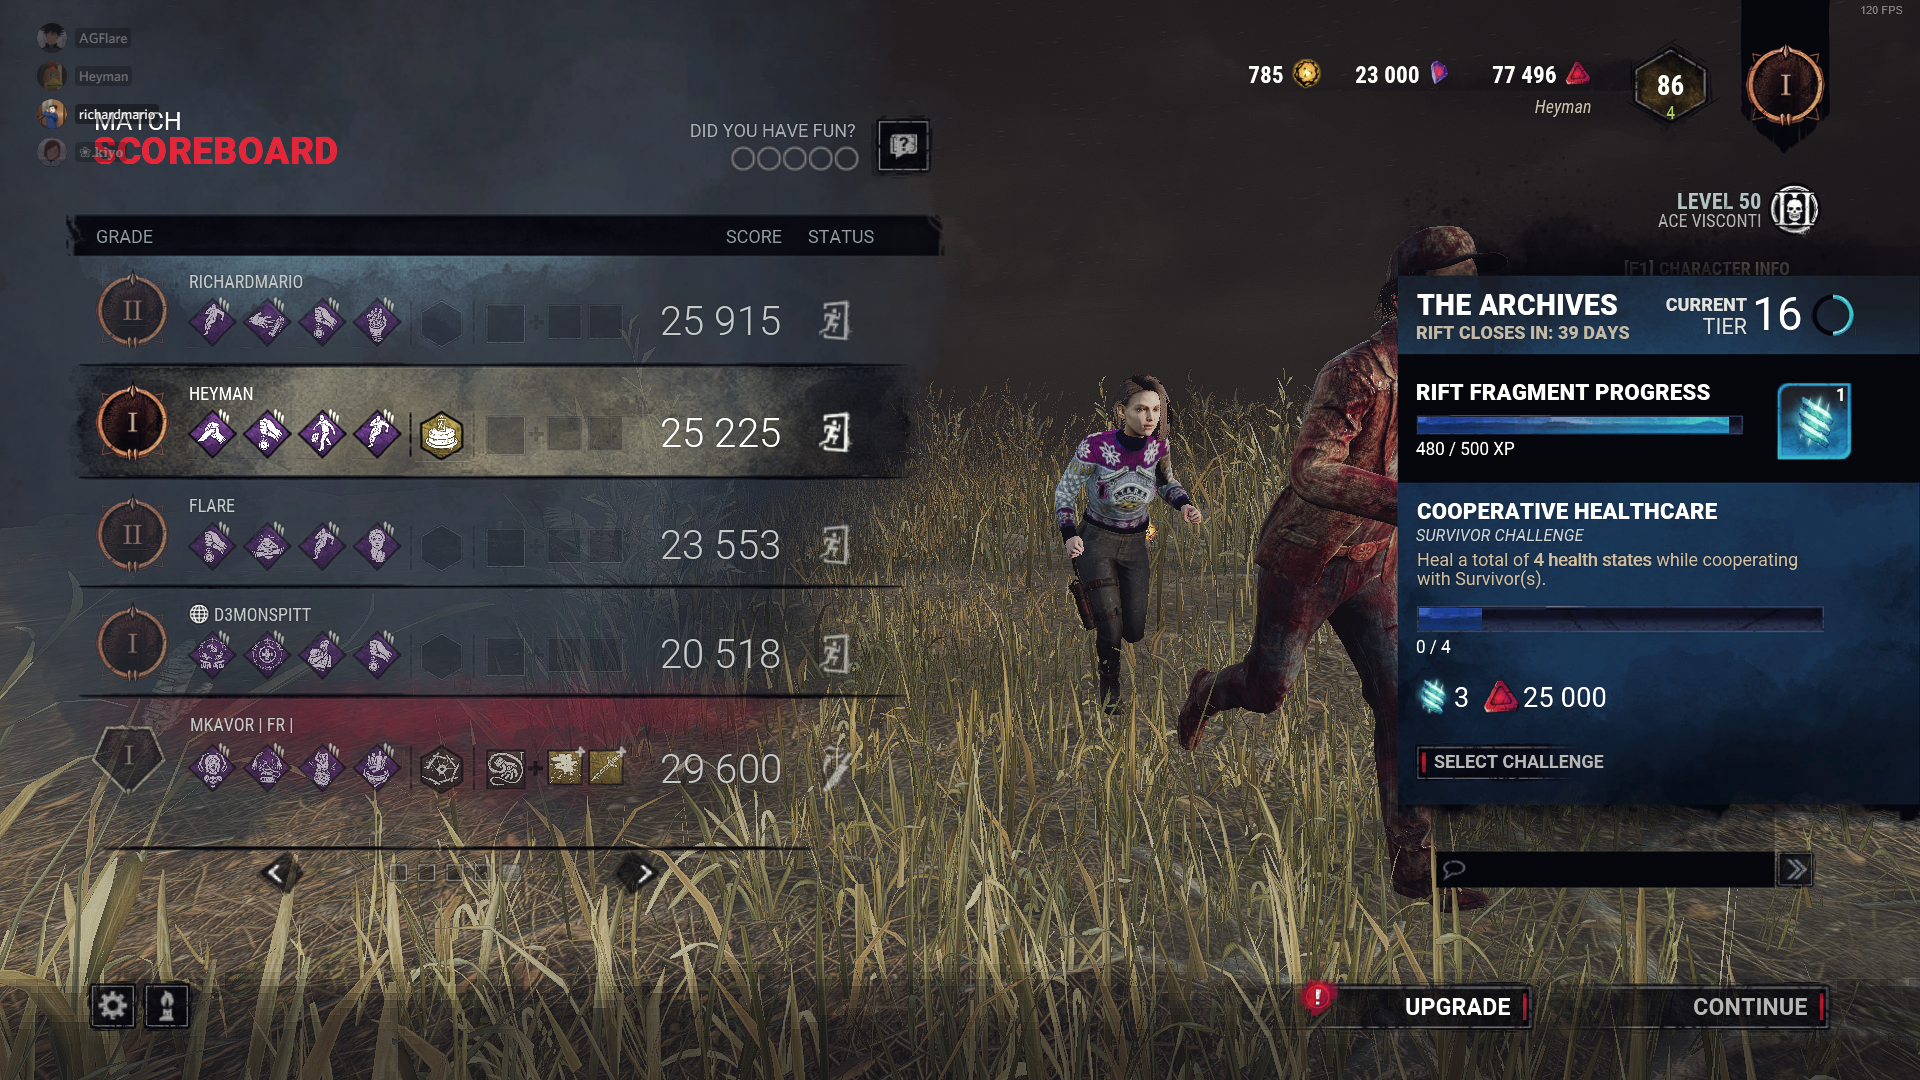 120 FPS
AGFlare
Heyman
richardmario
.kiyo
MATCH
SCOREBOARD
DID YOU HAVE FUN?
785
23 000
77 496
Heyman
86
4
I
LEVEL 50
ACE VISCONTI
[F1] CHARACTER INFO
GRADE SCORE STATUS
II RICHARDMARIO 25 915
I HEYMAN 25 225
II FLARE 23 553
I D3MONSPITT 20 518
I MKAVOR | FR | 29 600
THE ARCHIVES
RIFT CLOSES IN: 39 DAYS
CURRENT
TIER 16
RIFT FRAGMENT PROGRESS
1
480 / 500 XP
COOPERATIVE HEALTHCARE
SURVIVOR CHALLENGE
Heal a total of 4 health states while cooperating
with Survivor(s).
0 / 4
3 25 000
SELECT CHALLENGE
UPGRADE
CONTINUE